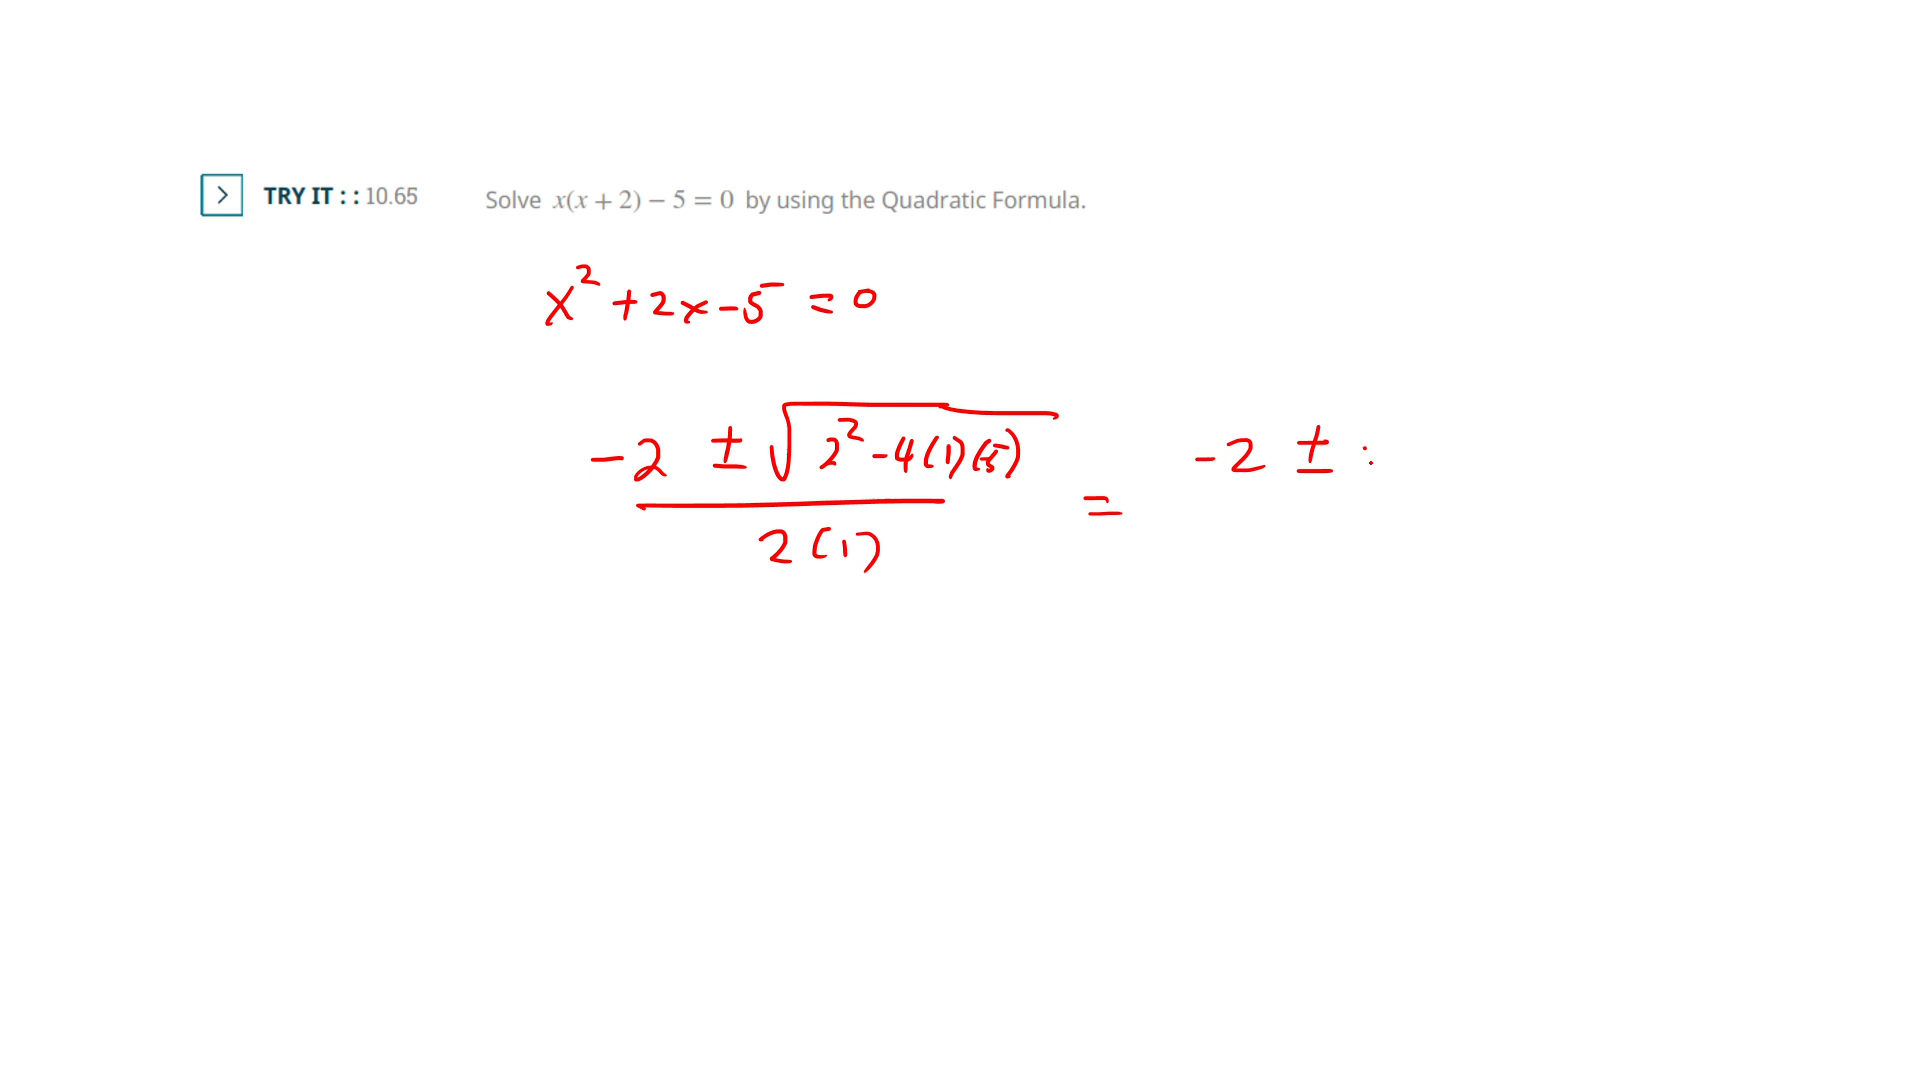 > TRY IT : : 10.65 Solve x(x + 2) − 5 = 0 by using the Quadratic Formula.
x² + 2x - 5 = 0
-2 ± √(2² - 4(1)(-5)) = -2 ±
2(1)